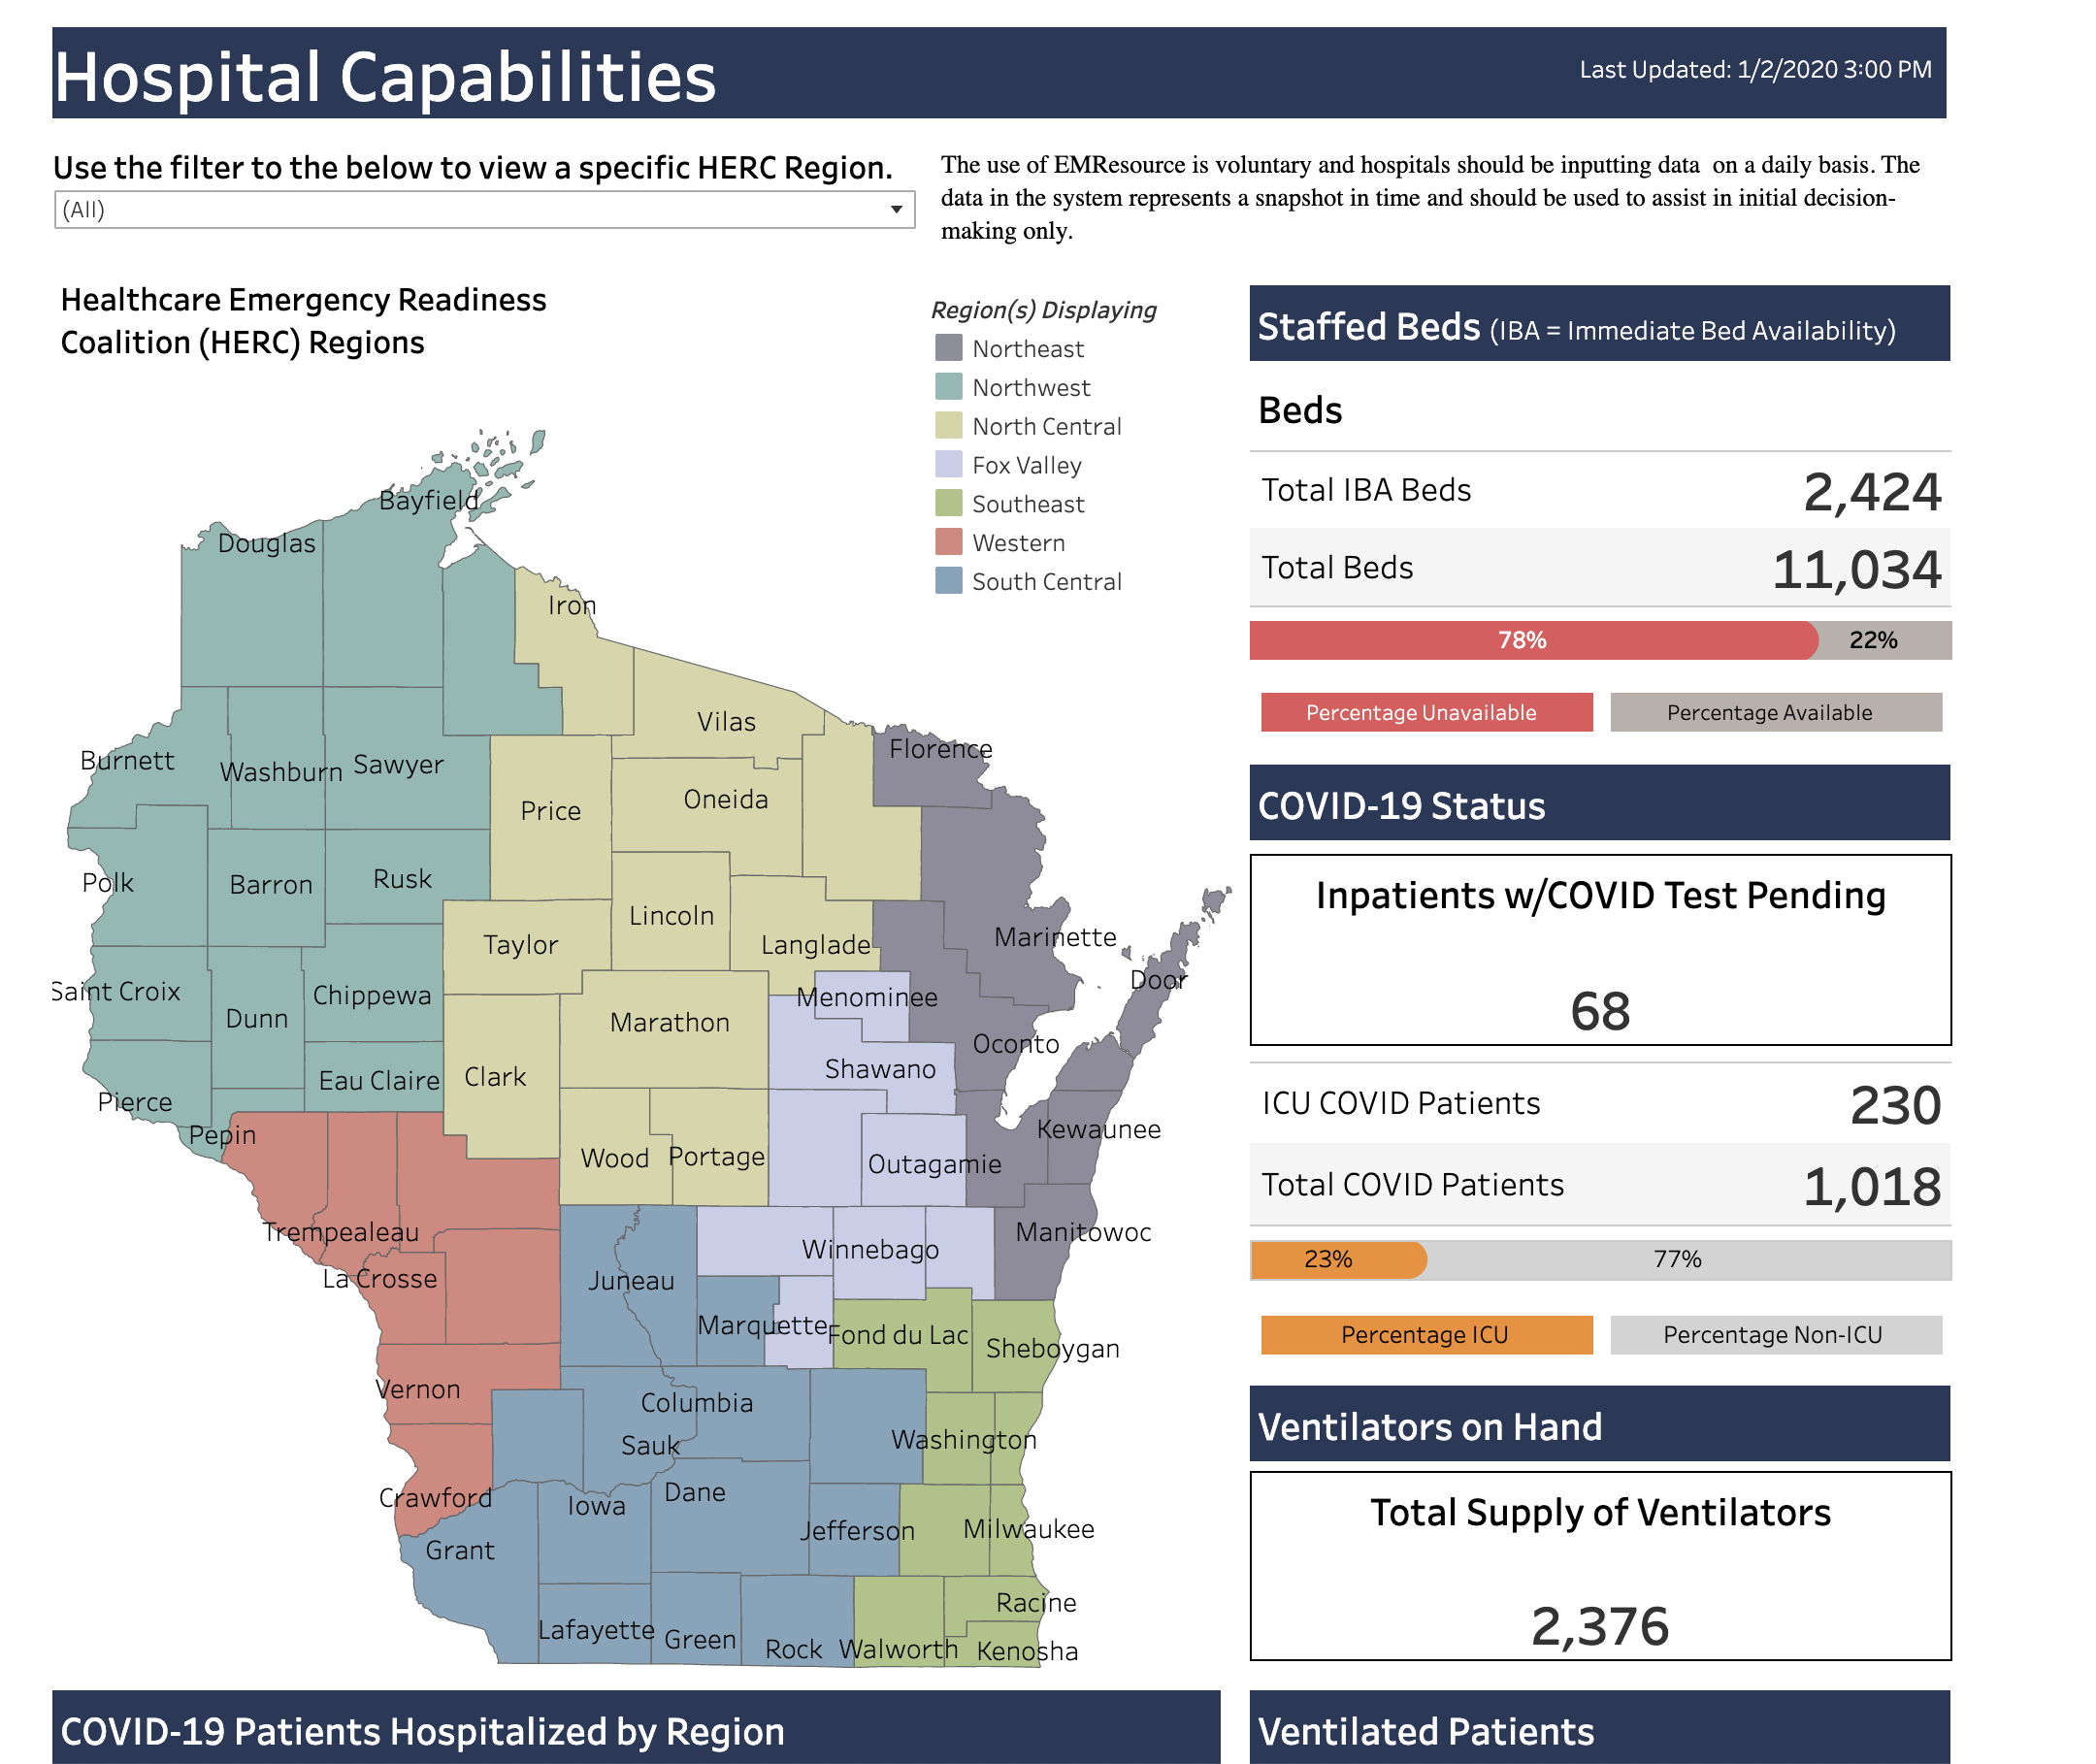 Hospital Capabilities
Last Updated: 1/2/2020 3:00 PM
Use the filter to the below to view a specific HERC Region.
(All)
The use of EMResource is voluntary and hospitals should be inputting data  on a daily basis. The
data in the system represents a snapshot in time and should be used to assist in initial decision-
making only.
Healthcare Emergency Readiness
Coalition (HERC) Regions
Region(s) Displaying
Northeast
Northwest
North Central
Fox Valley
Southeast
Western
South Central
Bayfield
Douglas
Iron
Vilas
Florence
Burnett
Washburn
Sawyer
Price
Oneida
Polk
Barron
Rusk
Lincoln
Taylor
Langlade
Marinette
Door
Saint Croix
Chippewa
Menominee
Dunn
Marathon
Oconto
Shawano
Eau Claire
Clark
Pierce
Pepin
Kewaunee
Wood
Portage
Outagamie
Trempealeau
Manitowoc
Winnebago
La Crosse
Juneau
Marquette
Fond du Lac
Sheboygan
Vernon
Columbia
Sauk
Washington
Crawford
Iowa
Dane
Jefferson
Milwaukee
Grant
Racine
Lafayette
Green
Rock
Walworth
Kenosha
Staffed Beds (IBA = Immediate Bed Availability)
Beds
Total IBA Beds 2,424
Total Beds 11,034
78% 22%
Percentage Unavailable Percentage Available
COVID-19 Status
Inpatients w/COVID Test Pending
68
ICU COVID Patients 230
Total COVID Patients 1,018
23% 77%
Percentage ICU Percentage Non-ICU
Ventilators on Hand
Total Supply of Ventilators
2,376
COVID-19 Patients Hospitalized by Region
Ventilated Patients